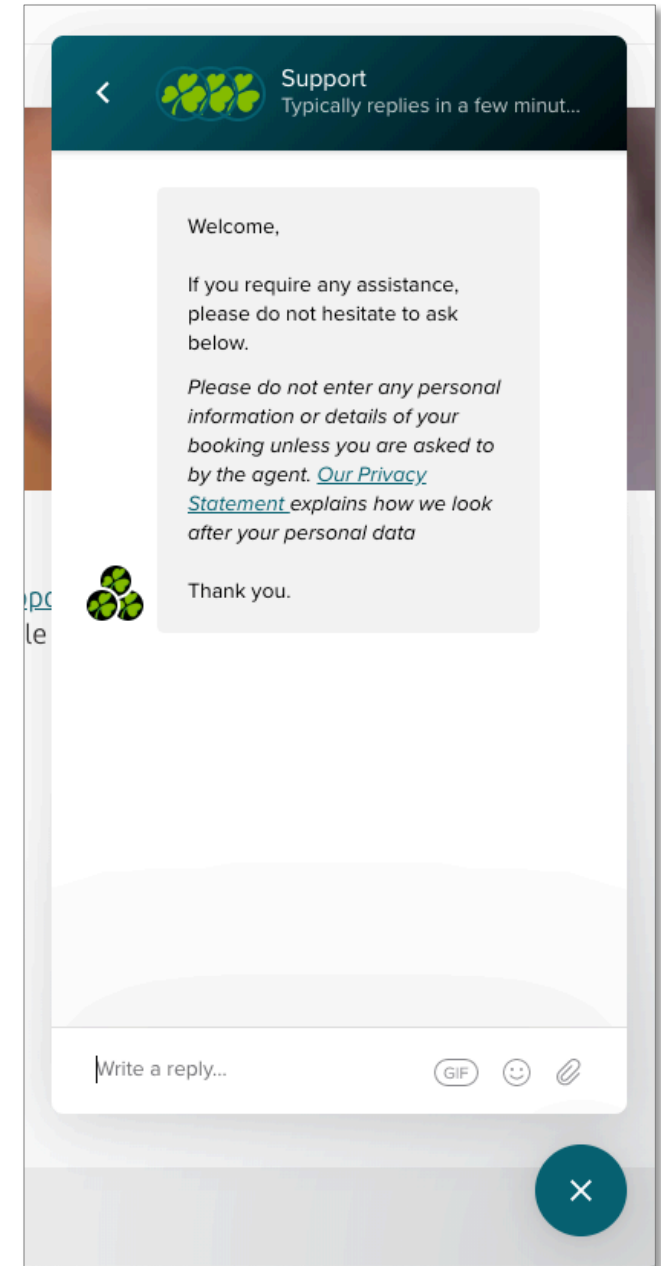 Support
Typically replies in a few minut...
Welcome,
If you require any assistance,
please do not hesitate to ask
below.
Please do not enter any personal
information or details of your
booking unless you are asked to
by the agent. Our Privacy
Statement explains how we look
after your personal data
Thank you.
le
Write a reply...
GIF